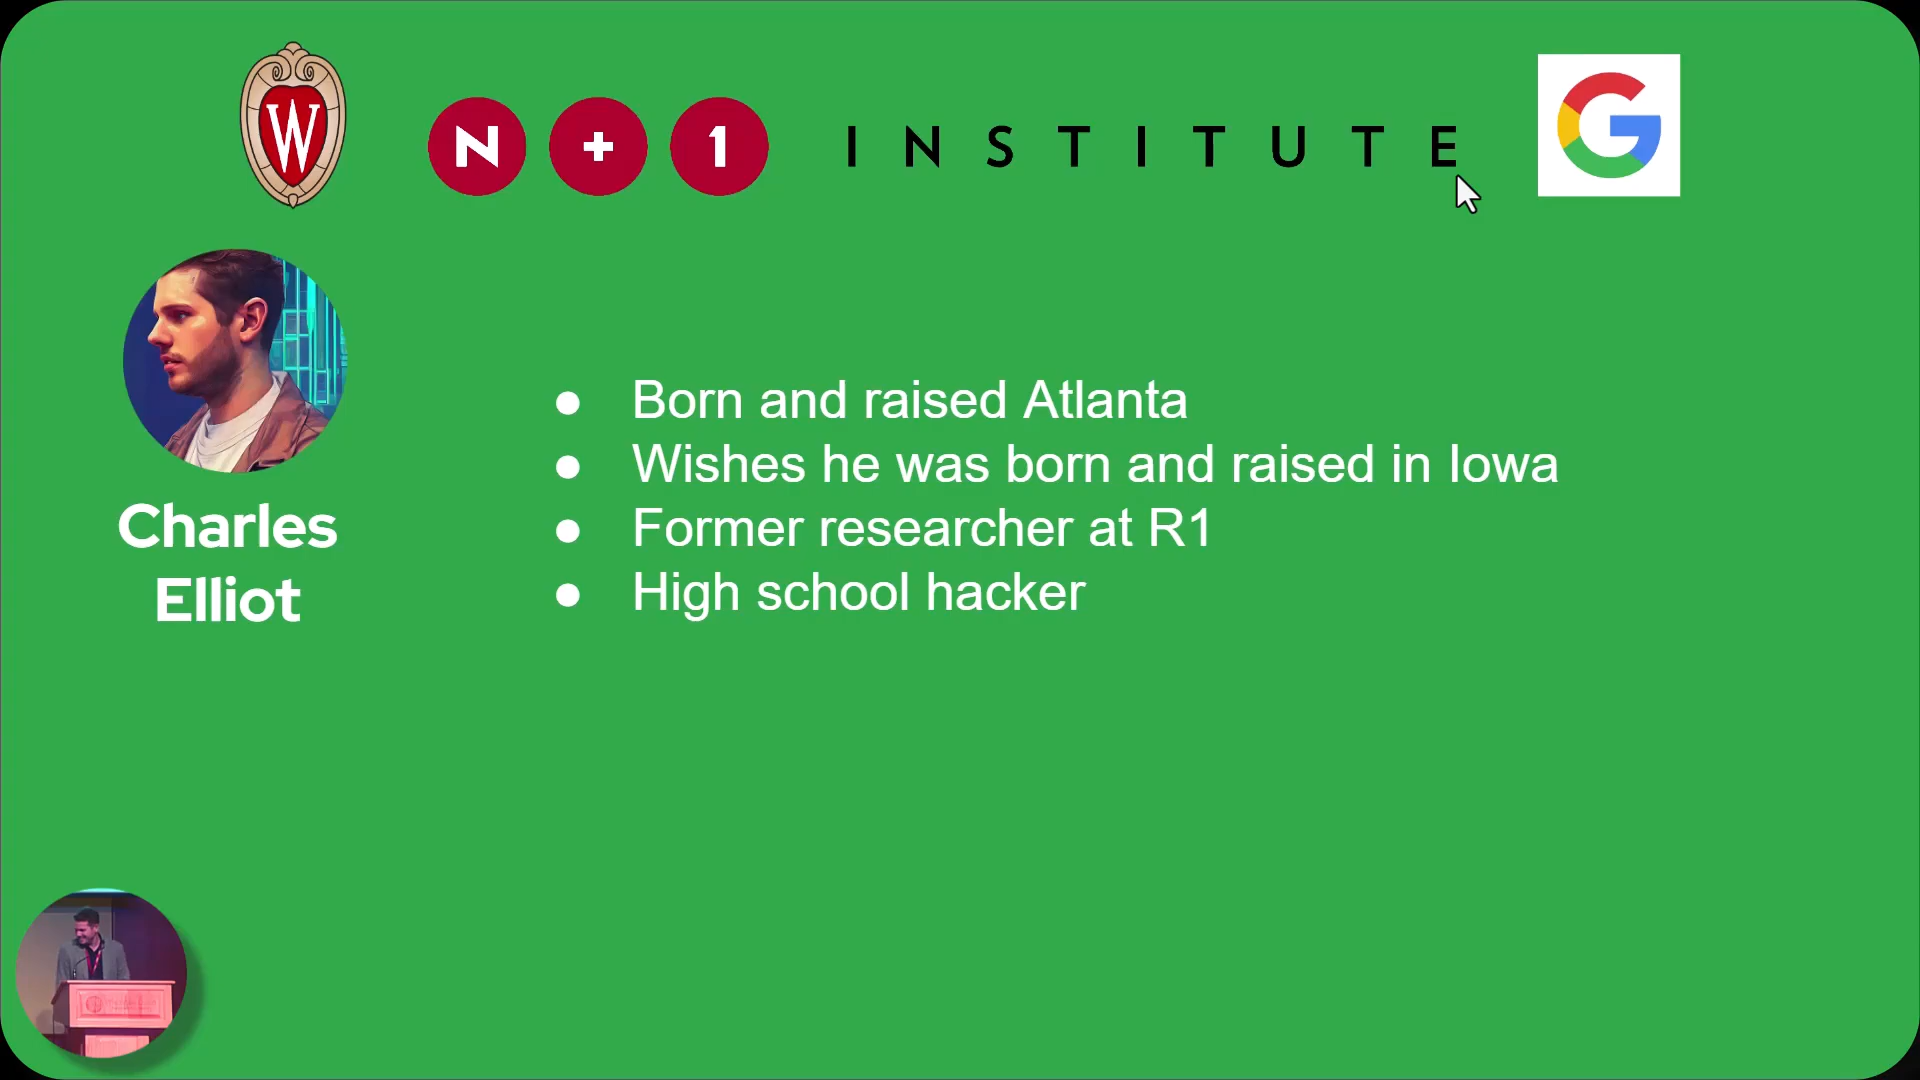 W
N + 1 INSTITUTE
G
Charles
Elliot
● Born and raised Atlanta
● Wishes he was born and raised in Iowa
● Former researcher at R1
● High school hacker